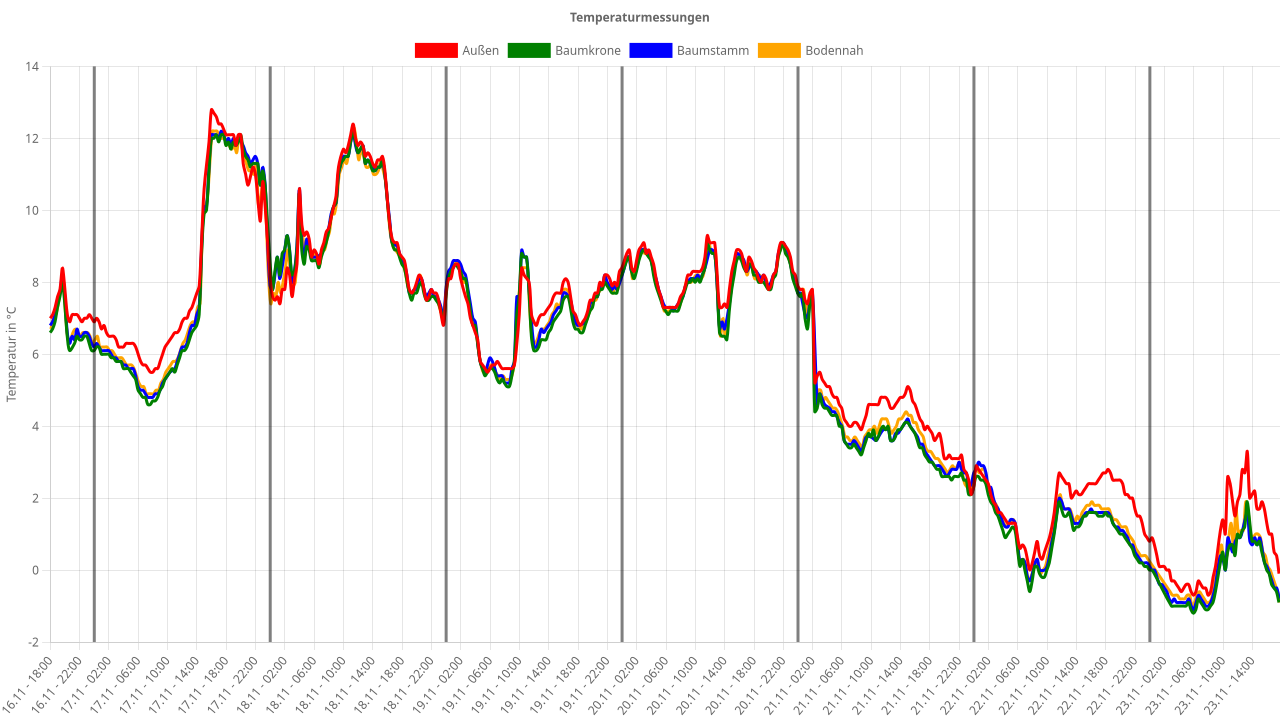 Temperaturmessungen
Außen Baumkrone Baumstamm Bodennah
Temperatur in °C
14
12
10
8
6
4
2
0
-2
16.11 - 18:00
16.11 - 22:00
17.11 - 02:00
17.11 - 06:00
17.11 - 10:00
17.11 - 14:00
17.11 - 18:00
17.11 - 22:00
18.11 - 02:00
18.11 - 06:00
18.11 - 10:00
18.11 - 14:00
18.11 - 18:00
18.11 - 22:00
19.11 - 02:00
19.11 - 06:00
19.11 - 10:00
19.11 - 14:00
19.11 - 18:00
19.11 - 22:00
20.11 - 02:00
20.11 - 06:00
20.11 - 10:00
20.11 - 14:00
20.11 - 18:00
20.11 - 22:00
21.11 - 02:00
21.11 - 06:00
21.11 - 10:00
21.11 - 14:00
21.11 - 18:00
21.11 - 22:00
22.11 - 02:00
22.11 - 06:00
22.11 - 10:00
22.11 - 14:00
22.11 - 18:00
22.11 - 22:00
23.11 - 02:00
23.11 - 06:00
23.11 - 10:00
23.11 - 14:00